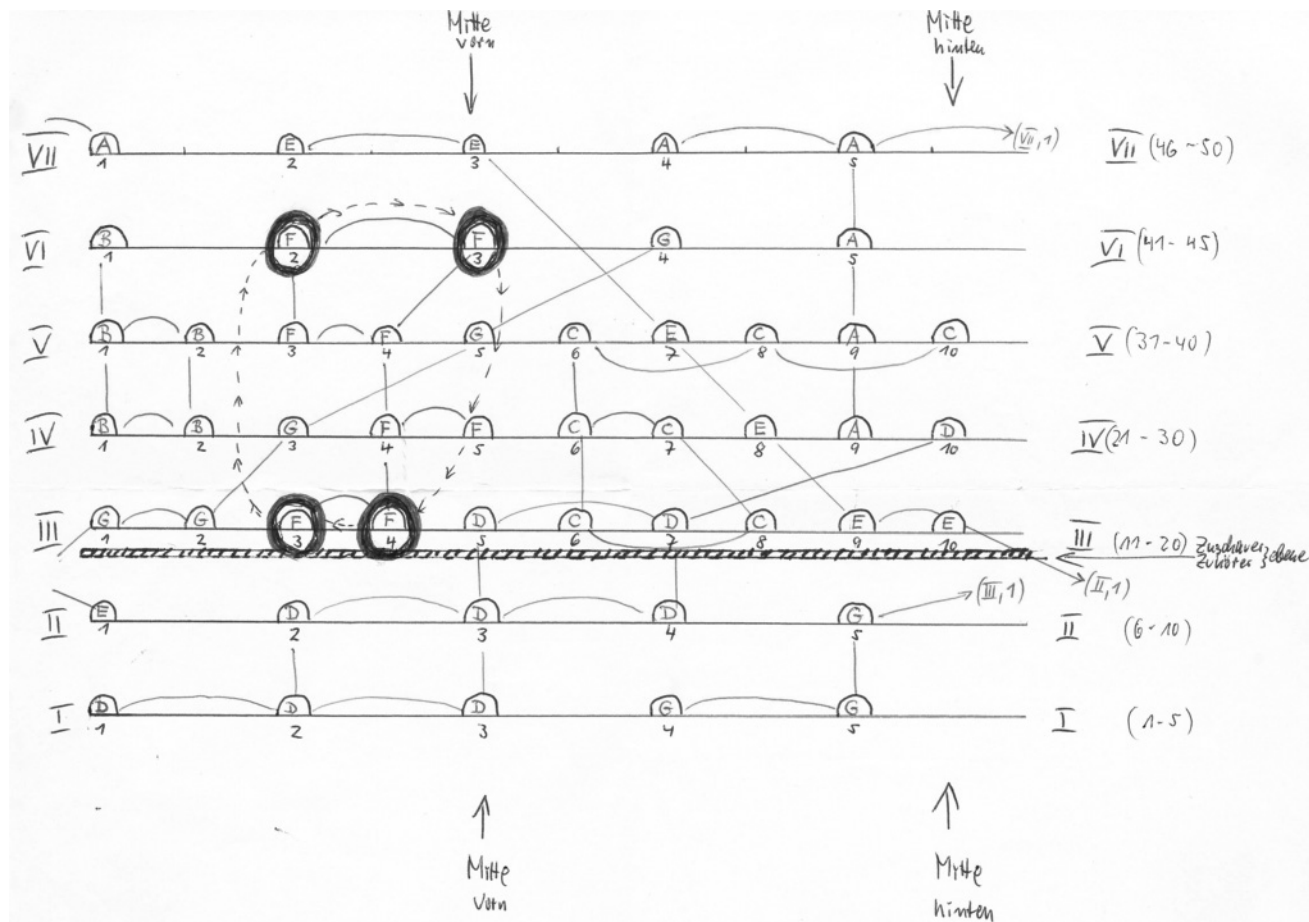 Mitte
vorn
Mitte
hinten
VII A E E A A (VII, 1) VII (46-50)
1 2 3 4 5
VI B F F G A VI (41-45)
1 2 3 4 5
V B B F F G C E C A C V (31-40)
1 2 3 4 5 6 7 8 9 10
IV B B G F F C C E A D IV (21-30)
1 2 3 4 5 6 7 8 9 10
III G G F F D C D C E E III (11-20) Zuschauer
1 2 3 4 5 6 7 8 9 10
Zuhörer } ebene
II E D D D G (III, 1) (II, 1) II (6-10)
1 2 3 4 5
I D D D G G I (1-5)
1 2 3 4 5
Mitte
vorn
Mitte
hinten